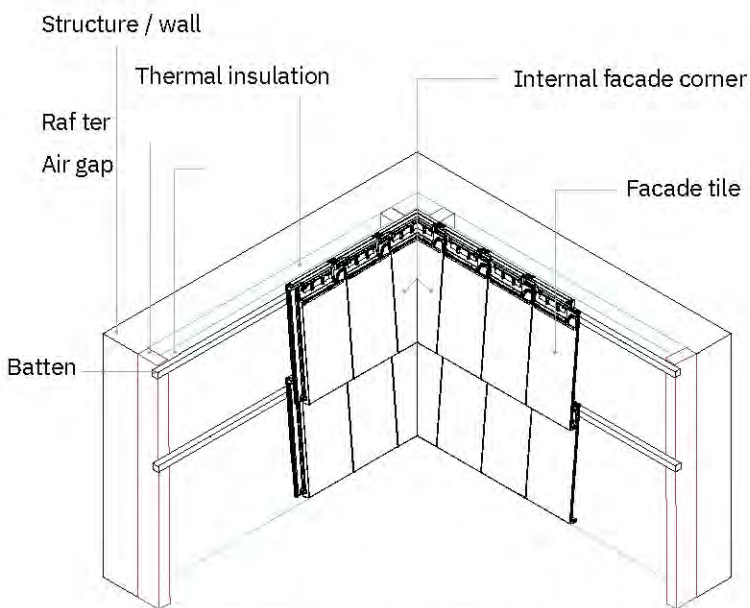 Structure / wall
Thermal insulation
Internal facade corner
Raf ter
Air gap
Facade tile
Batten